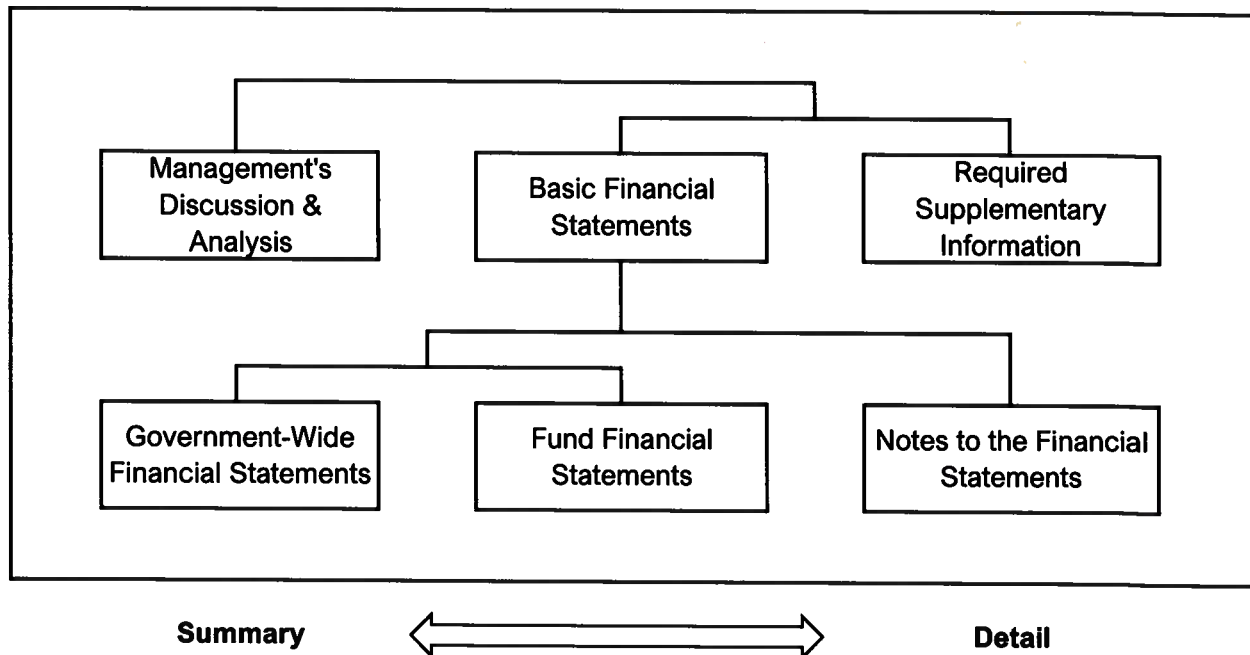 Management's
Discussion &
Analysis
Basic Financial
Statements
Required
Supplementary
Information
Government-Wide
Financial Statements
Fund Financial
Statements
Notes to the Financial
Statements
Summary
Detail